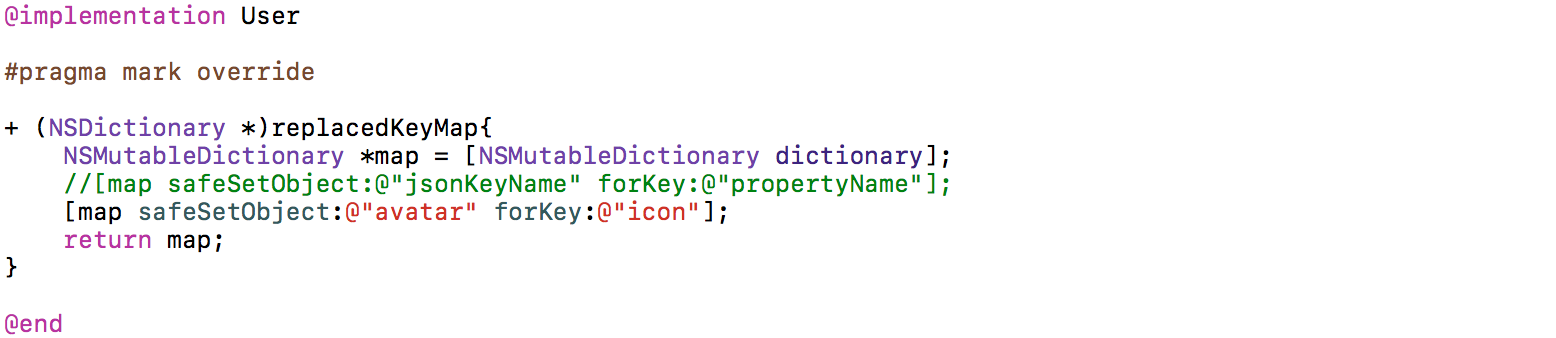 @implementation User
#pragma mark override
+ (NSDictionary *)replacedKeyMap{
    NSMutableDictionary *map = [NSMutableDictionary dictionary];
    //[map safeSetObject:@"jsonKeyName" forKey:@"propertyName"];
    [map safeSetObject:@"avatar" forKey:@"icon"];
    return map;
}
@end